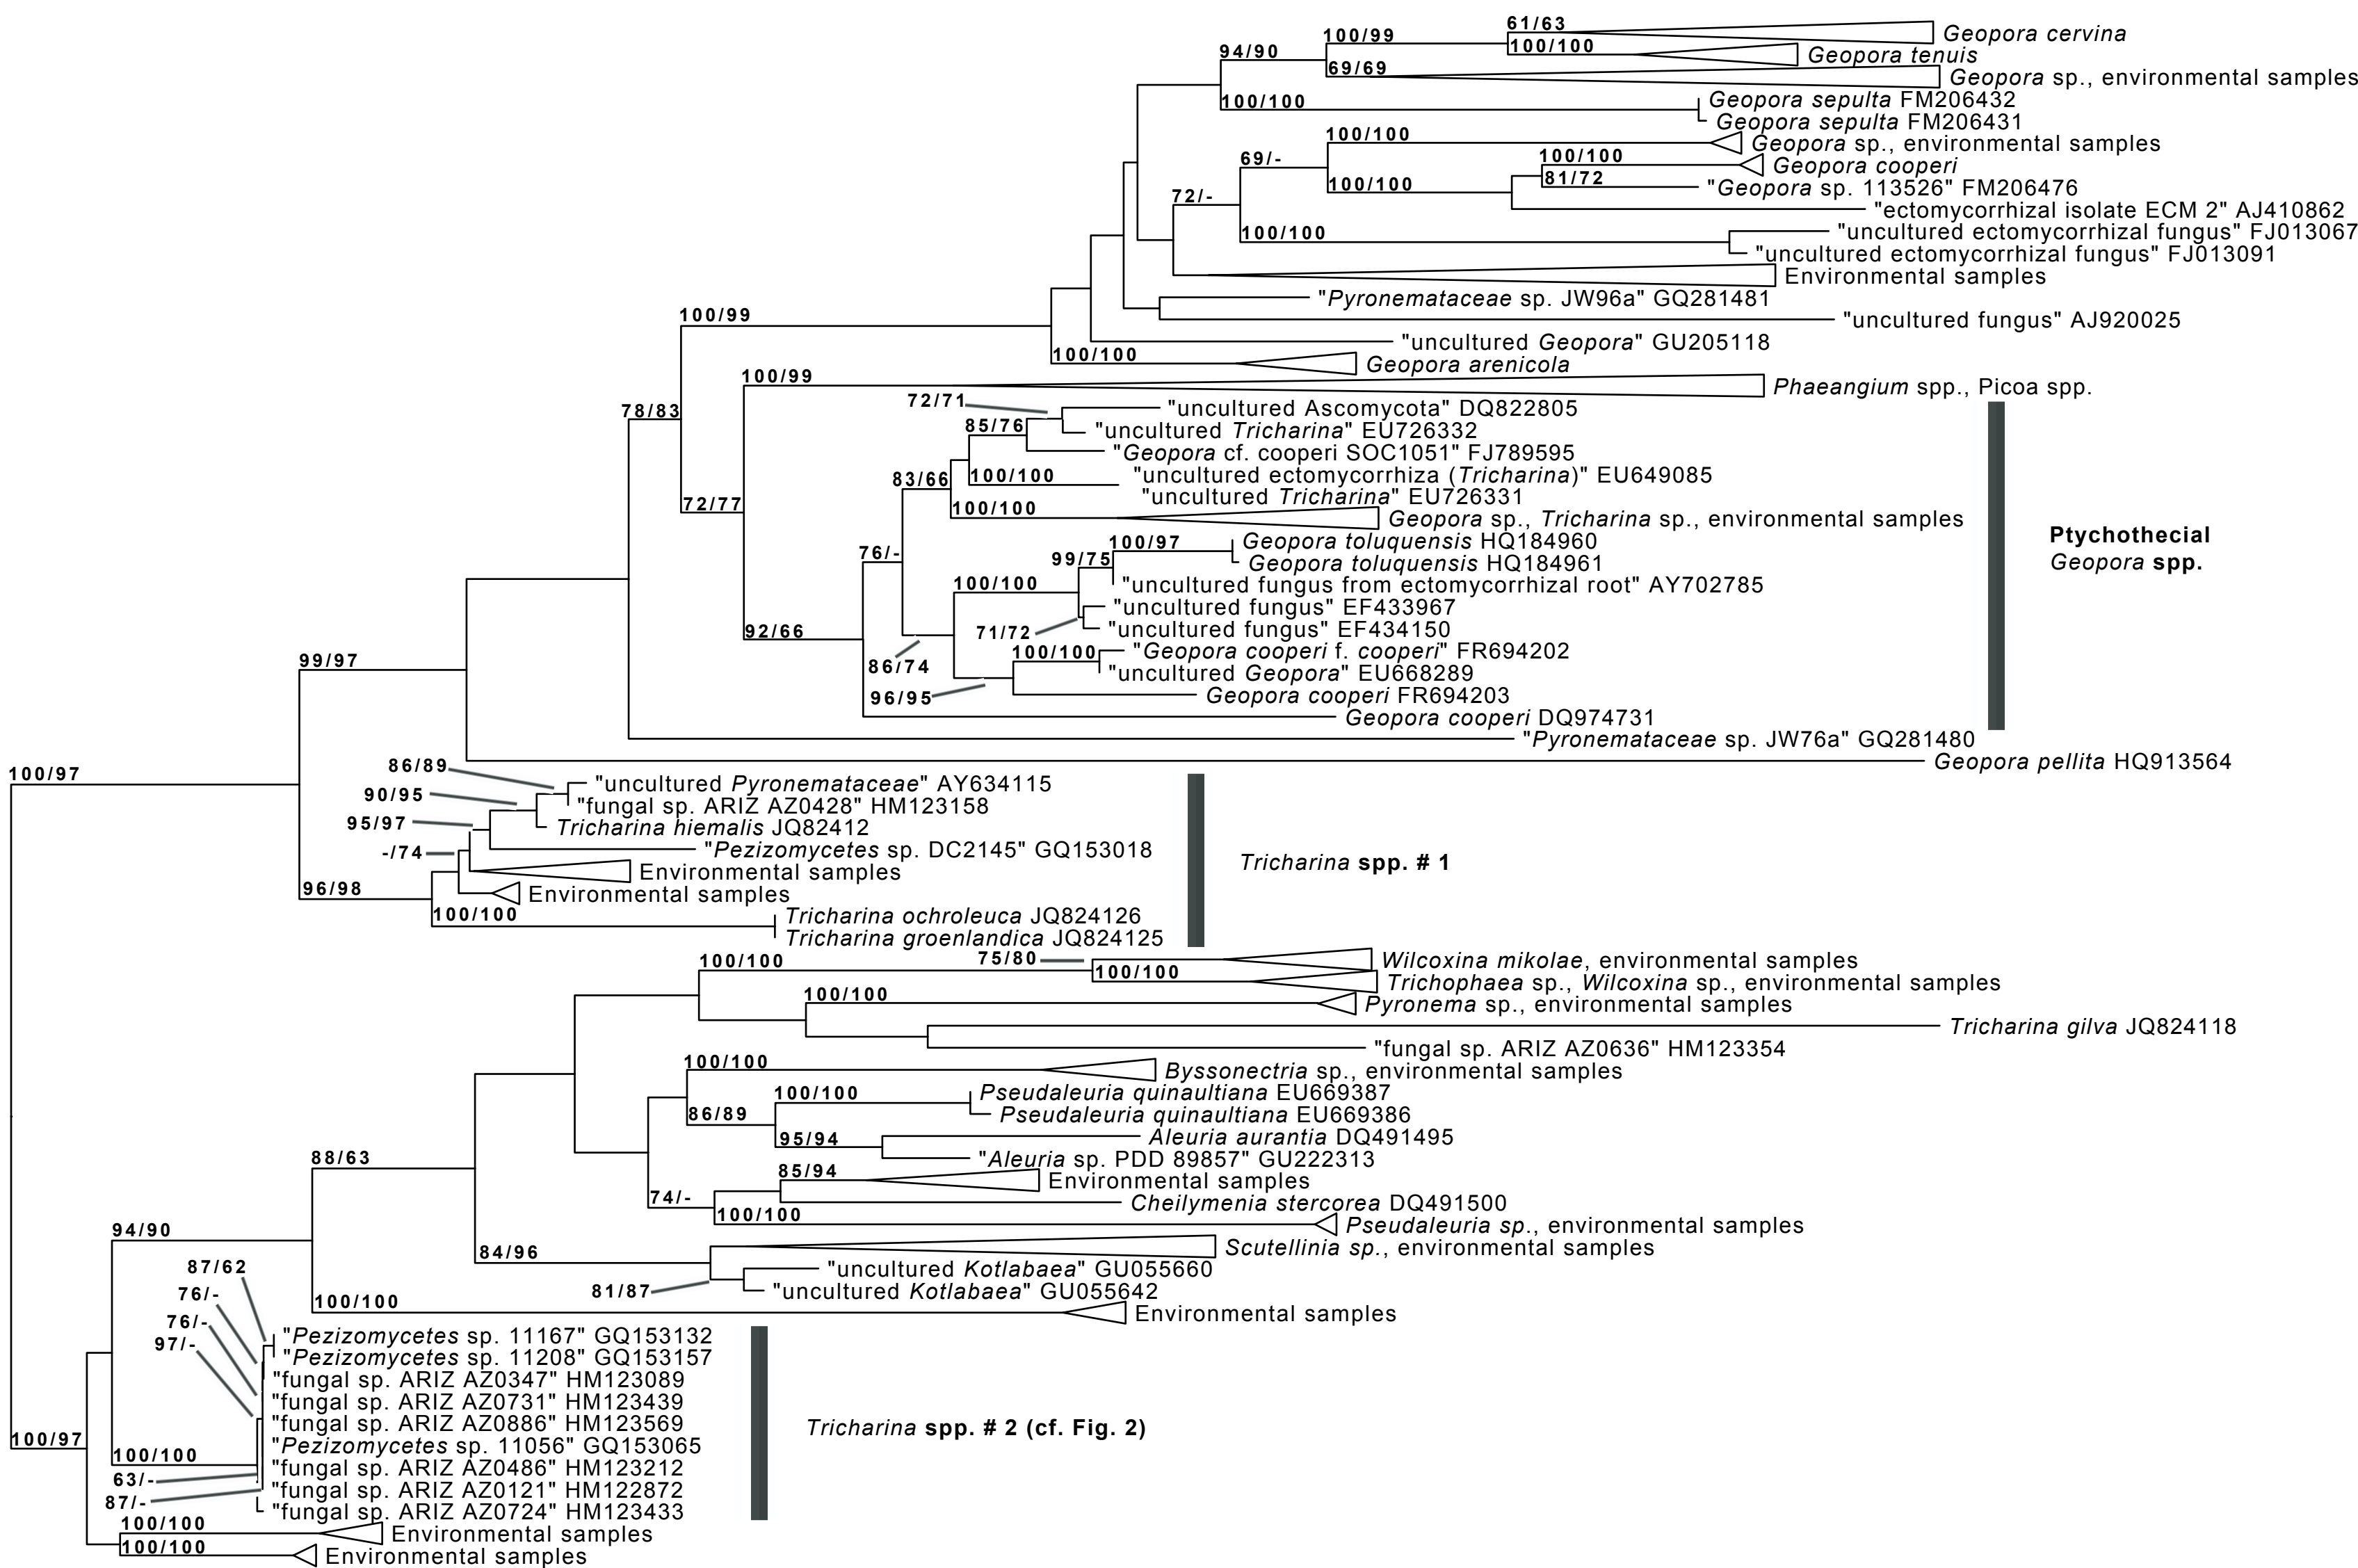 61/63
Geopora cervina
100/99
100/100
Geopora tenuis
94/90
69/69
Geopora sp., environmental samples
100/100
Geopora sepulta FM206432
Geopora sepulta FM206431
100/100
Geopora sp., environmental samples
69/-
100/100
Geopora cooperi
100/100
81/72
"Geopora sp. 113526" FM206476
72/-
"ectomycorrhizal isolate ECM 2" AJ410862
100/100
"uncultured ectomycorrhizal fungus" FJ013067
"uncultured ectomycorrhizal fungus" FJ013091
Environmental samples
"Pyronemataceae sp. JW96a" GQ281481
100/99
"uncultured fungus" AJ920025
"uncultured Geopora" GU205118
100/100
Geopora arenicola
100/99
Phaeangium spp., Picoa spp.
78/83
72/71
"uncultured Ascomycota" DQ822805
85/76
"uncultured Tricharina" EU726332
"Geopora cf. cooperi SOC1051" FJ789595
83/66
100/100
"uncultured ectomycorrhiza (Tricharina)" EU649085
"uncultured Tricharina" EU726331
72/77
100/100
Geopora sp., Tricharina sp., environmental samples
Ptychothecial
Geopora spp.
100/97
Geopora toluquensis HQ184960
76/-
99/75
Geopora toluquensis HQ184961
100/100
"uncultured fungus from ectomycorrhizal root" AY702785
"uncultured fungus" EF433967
92/66
71/72
"uncultured fungus" EF434150
86/74
100/100
"Geopora cooperi f. cooperi" FR694202
"uncultured Geopora" EU668289
99/97
96/95
Geopora cooperi FR694203
Geopora cooperi DQ974731
"Pyronemataceae sp. JW76a" GQ281480
Geopora pellita HQ913564
100/97
86/89
"uncultured Pyronemataceae" AY634115
90/95
"fungal sp. ARIZ AZ0428" HM123158
95/97
Tricharina hiemalis JQ82412
-/74
"Pezizomycetes sp. DC2145" GQ153018
Tricharina spp. # 1
Environmental samples
96/98
Environmental samples
100/100
Tricharina ochroleuca JQ824126
Tricharina groenlandica JQ824125
100/100
75/80
Wilcoxina mikolae, environmental samples
100/100
Trichophaea sp., Wilcoxina sp., environmental samples
100/100
Pyronema sp., environmental samples
Tricharina gilva JQ824118
"fungal sp. ARIZ AZ0636" HM123354
100/100
Byssonectria sp., environmental samples
100/100
Pseudaleuria quinaultiana EU669387
86/89
Pseudaleuria quinaultiana EU669386
95/94
Aleuria aurantia DQ491495
88/63
"Aleuria sp. PDD 89857" GU222313
85/94
Environmental samples
74/-
Cheilymenia stercorea DQ491500
100/100
Pseudaleuria sp., environmental samples
94/90
84/96
Scutellinia sp., environmental samples
87/62
"uncultured Kotlabaea" GU055660
81/87
"uncultured Kotlabaea" GU055642
76/-
100/100
Environmental samples
76/-
97/-
"Pezizomycetes sp. 11167" GQ153132
"Pezizomycetes sp. 11208" GQ153157
"fungal sp. ARIZ AZ0347" HM123089
"fungal sp. ARIZ AZ0731" HM123439
"fungal sp. ARIZ AZ0886" HM123569
Tricharina spp. # 2 (cf. Fig. 2)
100/97
"Pezizomycetes sp. 11056" GQ153065
100/100
"fungal sp. ARIZ AZ0486" HM123212
63/-
"fungal sp. ARIZ AZ0121" HM122872
87/-
"fungal sp. ARIZ AZ0724" HM123433
100/100
Environmental samples
100/100
Environmental samples